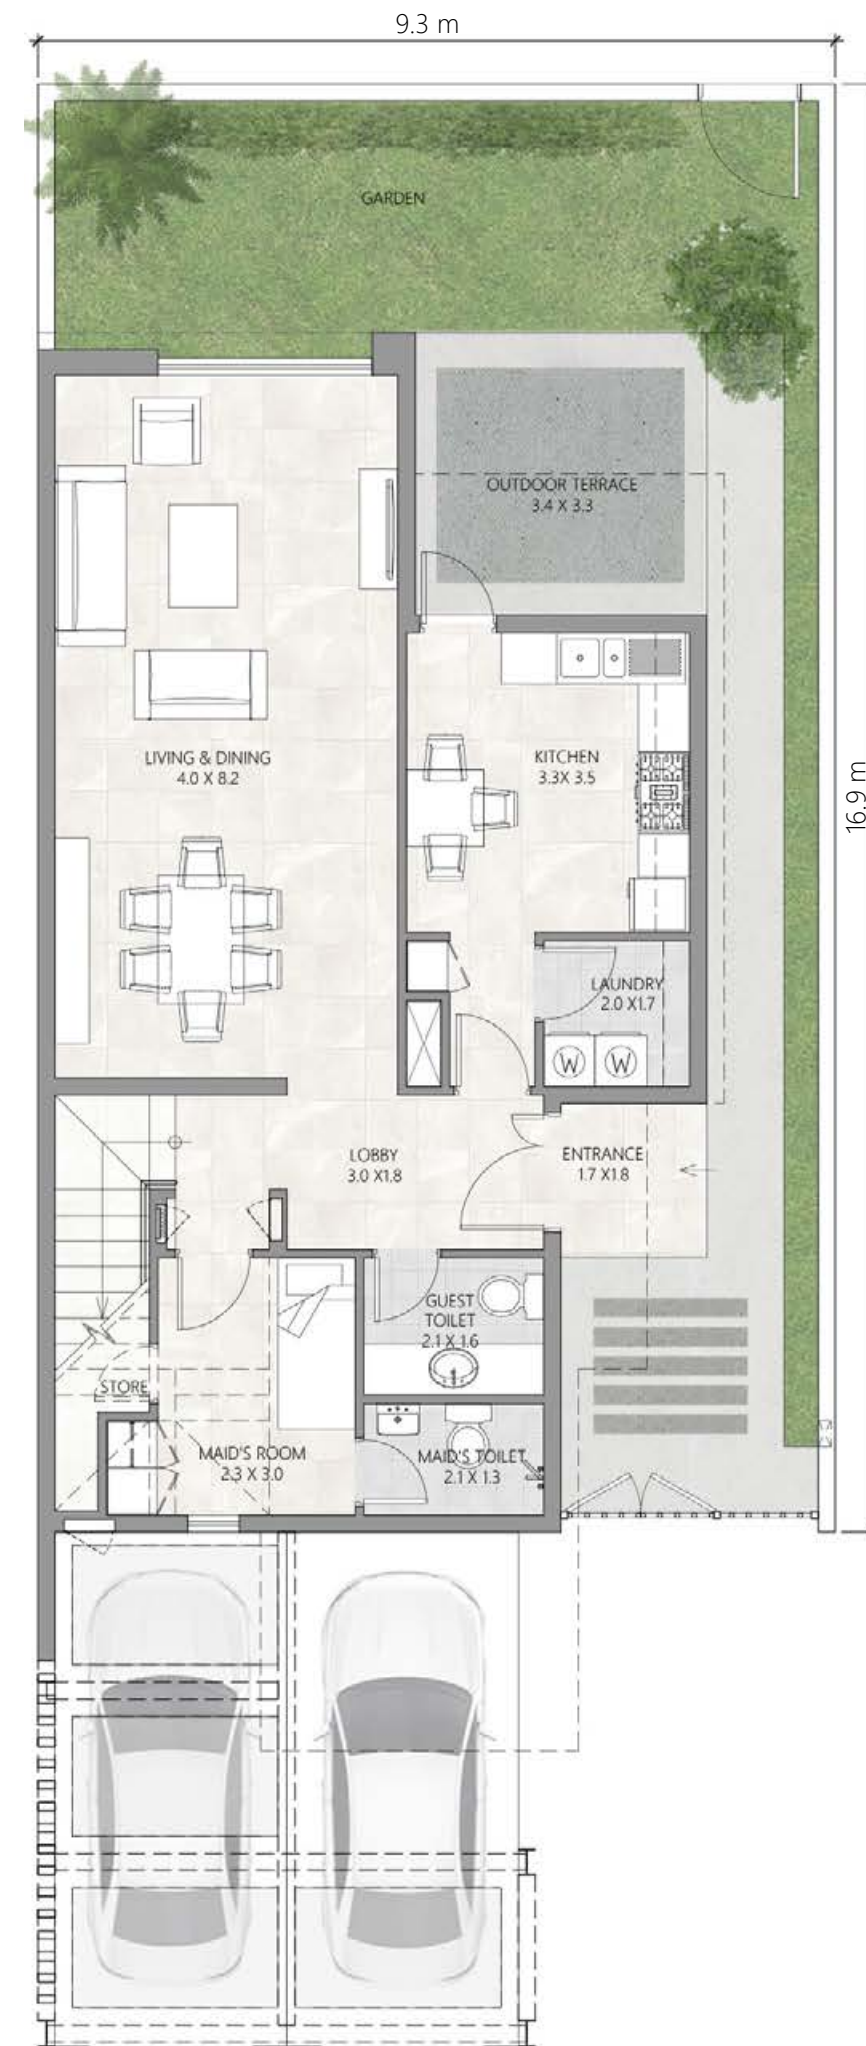 9.3 m
GARDEN
OUTDOOR TERRACE
3.4 X 3.3
16.9 m
LIVING & DINING
4.0 X 8.2
KITCHEN
3.3X 3.5
LAUNDRY
2.0 X1.7
W W
LOBBY
3.0 X1.8
ENTRANCE
1.7 X1.8
GUEST
TOILET
2.1 X 1.6
STORE
MAID'S ROOM
2.3 X 3.0
MAID'S TOILET
2.1 X 1.3